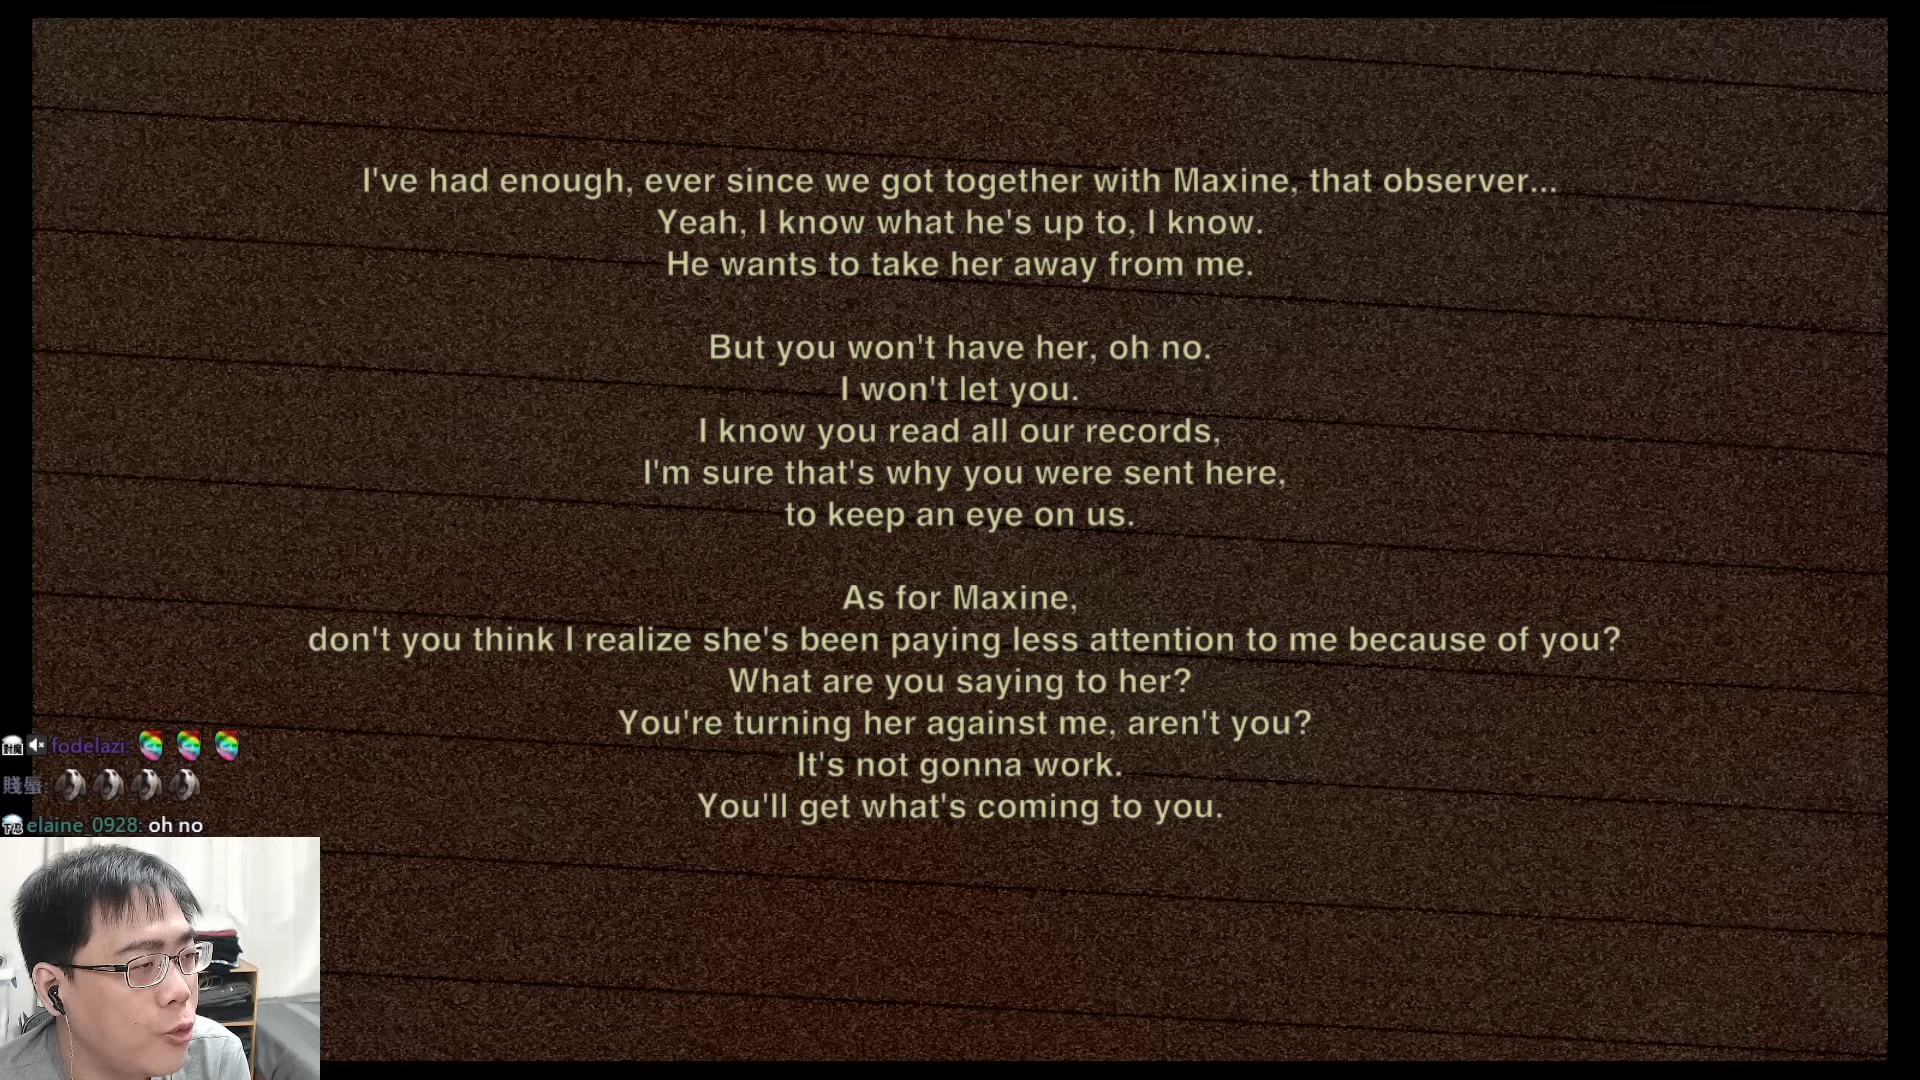 I've had enough, ever since we got together with Maxine, that observer...
Yeah, I know what he's up to, I know.
He wants to take her away from me.
But you won't have her, oh no.
I won't let you.
I know you read all our records,
I'm sure that's why you were sent here,
to keep an eye on us.
As for Maxine,
don't you think I realize she's been paying less attention to me because of you?
What are you saying to her?
You're turning her against me, aren't you?
It's not gonna work.
You'll get what's coming to you.
fodelazi:
elaine_0928: oh no